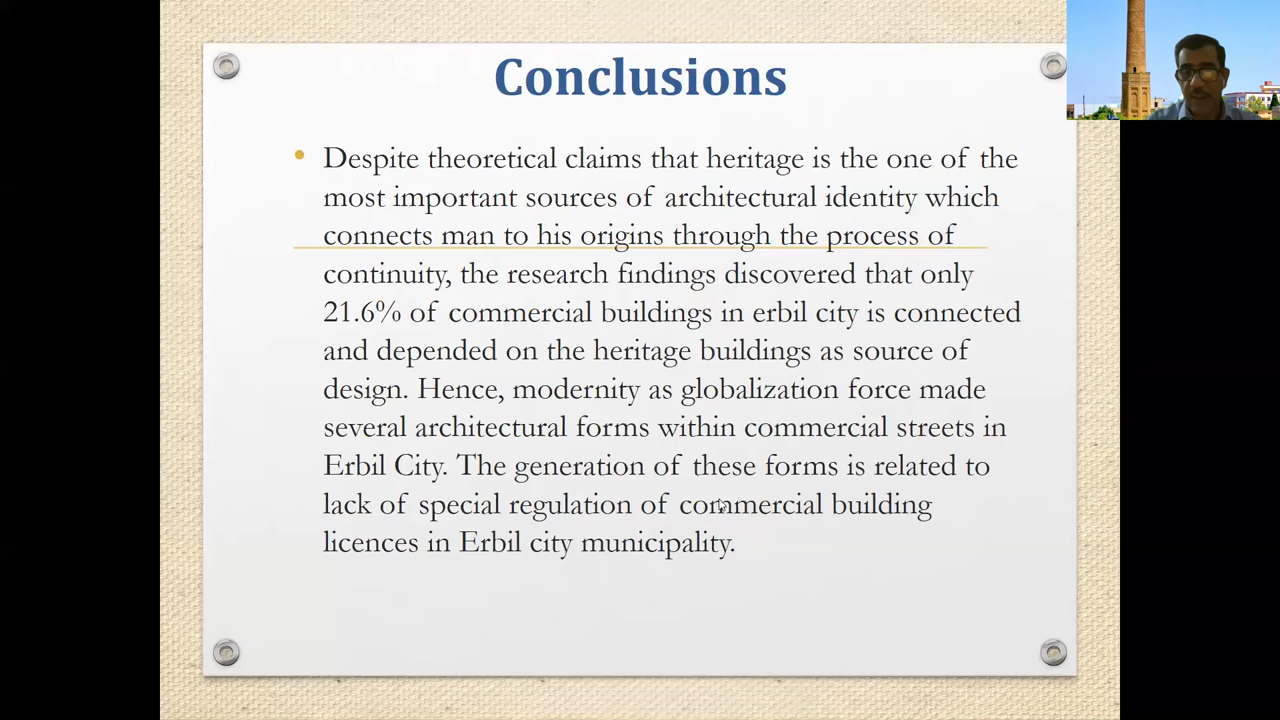 Conclusions
• Despite theoretical claims that heritage is the one of the
most important sources of architectural identity which
connects man to his origins through the process of
continuity, the research findings discovered that only
21.6% of commercial buildings in erbil city is connected
and depended on the heritage buildings as source of
design. Hence, modernity as globalization force made
several architectural forms within commercial streets in
Erbil City. The generation of these forms is related to
lack of special regulation of commercial building
licences in Erbil city municipality.